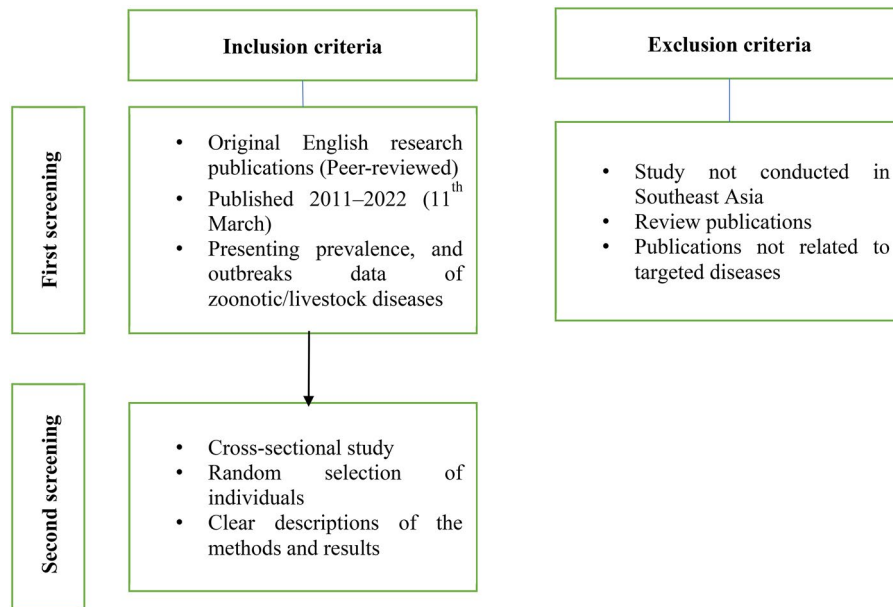 Inclusion criteria
Exclusion criteria
First screening
• Original English research
publications (Peer-reviewed)
• Published 2011–2022 (11th
March)
• Presenting prevalence, and
outbreaks data of
zoonotic/livestock diseases
• Study not conducted in
Southeast Asia
• Review publications
• Publications not related to
targeted diseases
Second screening
• Cross-sectional study
• Random selection of
individuals
• Clear descriptions of the
methods and results